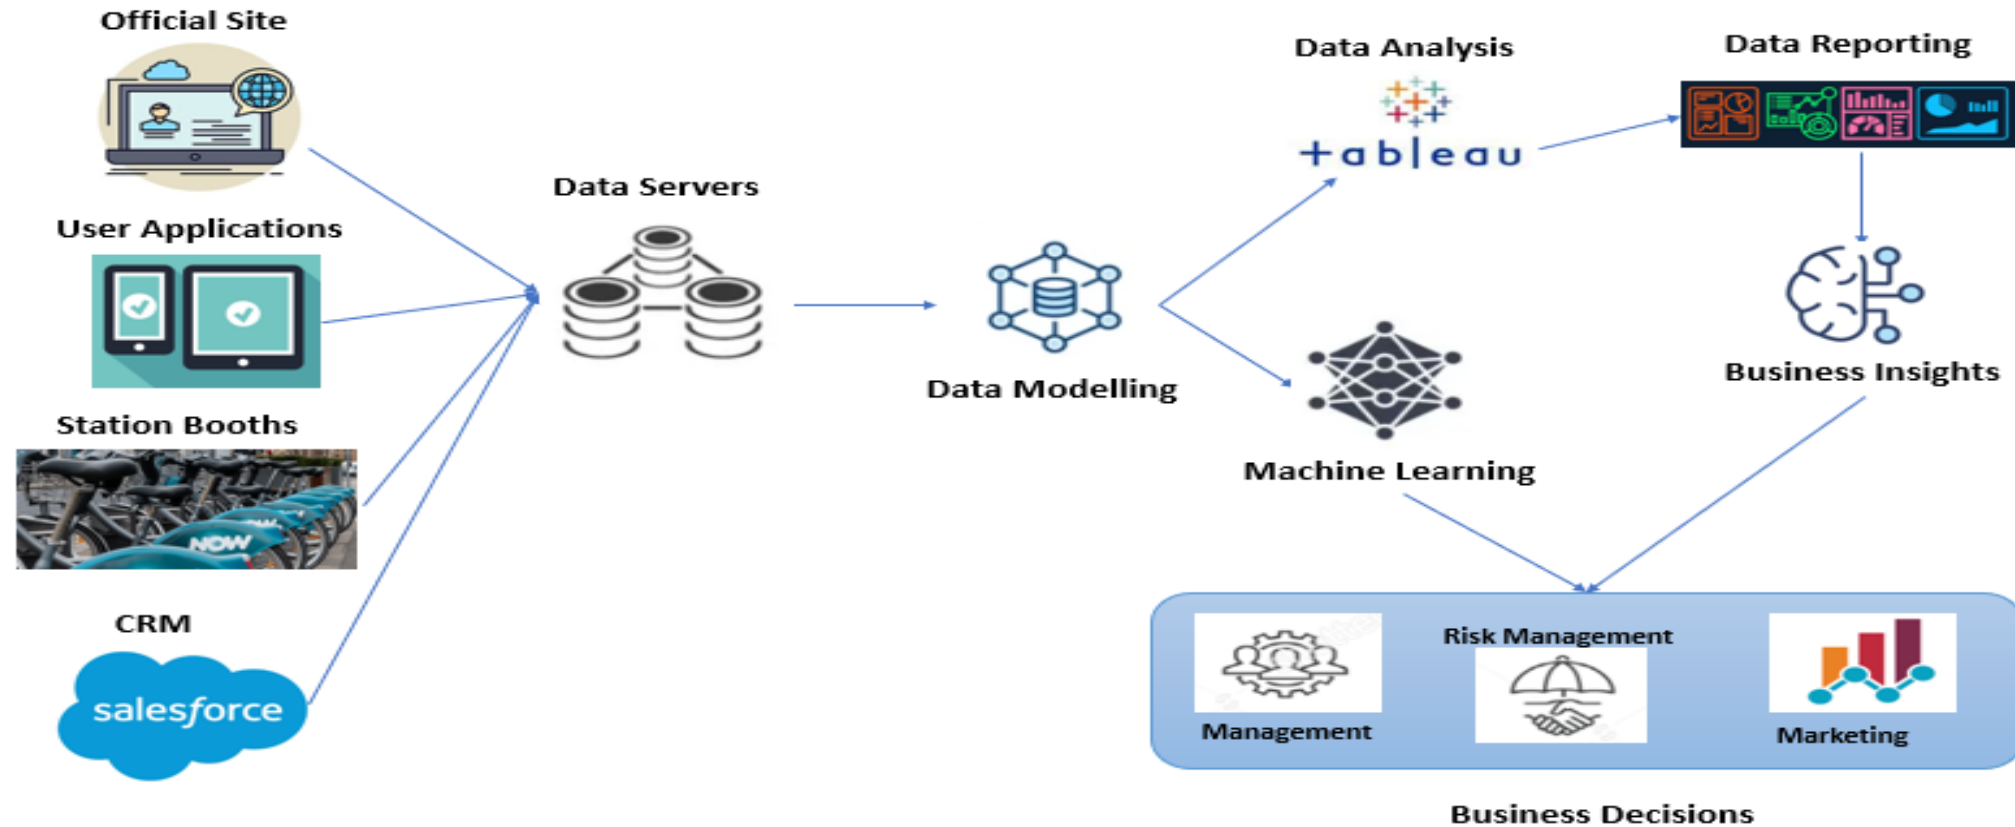 Official Site
User Applications
Station Booths
NOW
CRM
salesforce
Data Servers
Data Modelling
Data Analysis
+ableau
Data Reporting
Machine Learning
Business Insights
Risk Management
Management
Marketing
Business Decisions